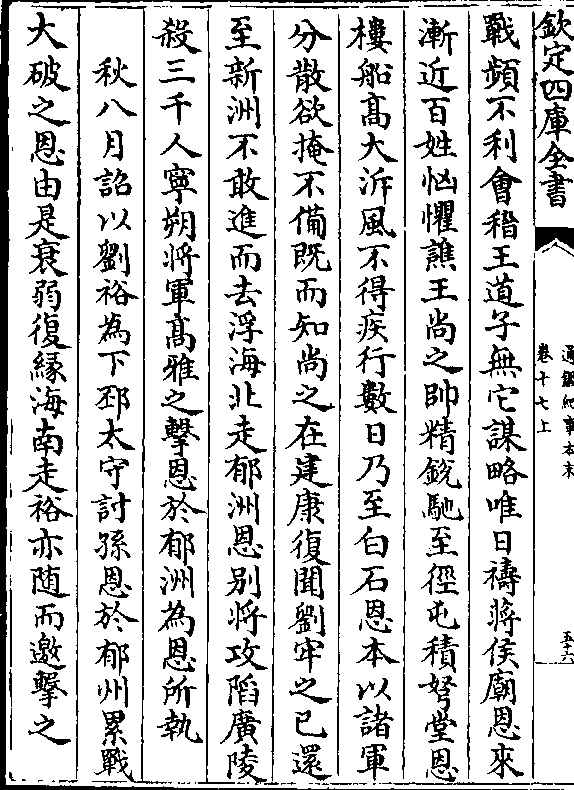 欽定四庫全書
通鑑紀事本末
卷十七上
五十六
戰頻不利會稽王道子無它謀略唯日禱蔣侯廟恩來
漸近百姓恟懼譙王尚之帥精銳馳至徑屯積弩堂恩
樓船高大泝風不得疾行數日乃至白石恩本以諸軍
分散欲掩不備既而知尚之在建康復聞劉牢之已還
至新洲不敢進而去浮海北走郁洲恩别將攻陷廣陵
殺三千人寧朔將軍高雅之擊恩於郁洲為恩所執
秋八月詔以劉裕為下邳太守討孫恩於郁州累戰
大破之恩由是衰弱復緣海南走裕亦随而邀擊之